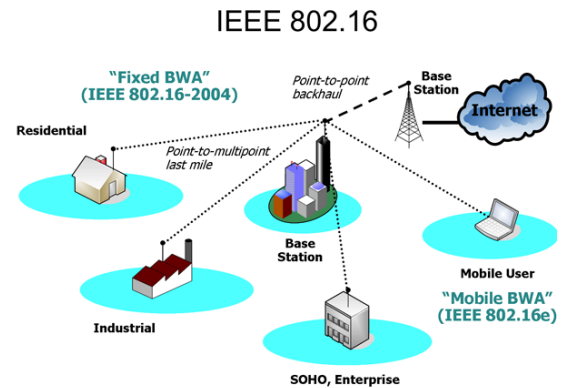 IEEE 802.16
"Fixed BWA"
(IEEE 802.16-2004)
Point-to-point
backhaul
Base
Station
Internet
Residential
Point-to-multipoint
last mile
Base
Station
Mobile User
"Mobile BWA"
(IEEE 802.16e)
Industrial
SOHO, Enterprise